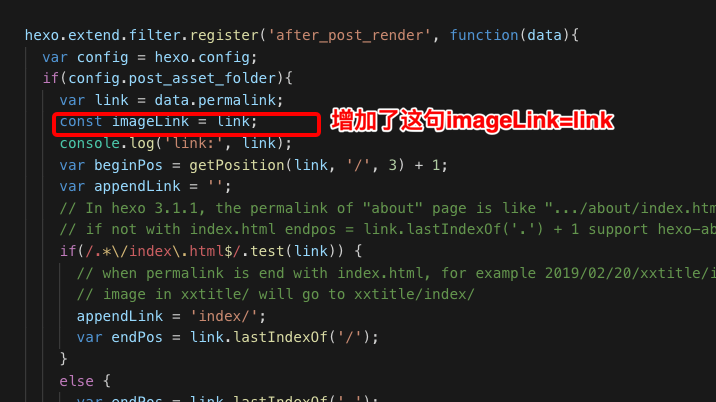 hexo.extend.filter.register('after_post_render', function(data){
var config = hexo.config;
if(config.post_asset_folder){
var link = data.permalink;
const imageLink = link;
增加了这句imageLink=link
console.log('link:', link);
var beginPos = getPosition(link, '/', 3) + 1;
var appendLink = '';
// In hexo 3.1.1, the permalink of "about" page is like ".../about/index.htm
// if not with index.html endpos = link.lastIndexOf('.') + 1 support hexo-ab
if(/.*\/index\.html$/.test(link)) {
// when permalink is end with index.html, for example 2019/02/20/xxtitle/i
// image in xxtitle/ will go to xxtitle/index/
appendLink = 'index/';
var endPos = link.lastIndexOf('/');
}
else {
var endPos = link.lastIndexOf('.');